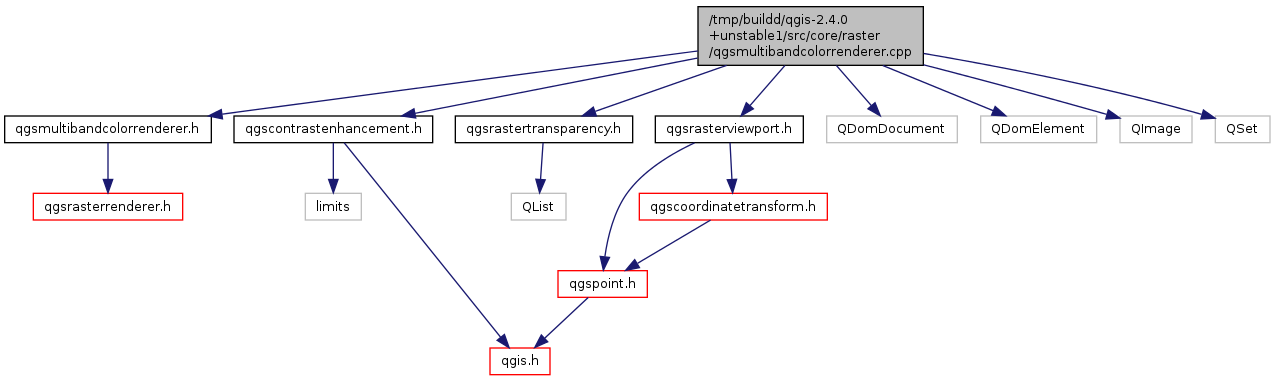 /tmp/buildd/qgis-2.4.0
+unstable1/src/core/raster
/qgsmultibandcolorrenderer.cpp
qgsmultibandcolorrenderer.h
qgscontrastenhancement.h
qgsrastertransparency.h
qgsrasterviewport.h
QDomDocument
QDomElement
QImage
QSet
qgsrasterrenderer.h
limits
QList
qgscoordinatetransform.h
qgspoint.h
qgis.h